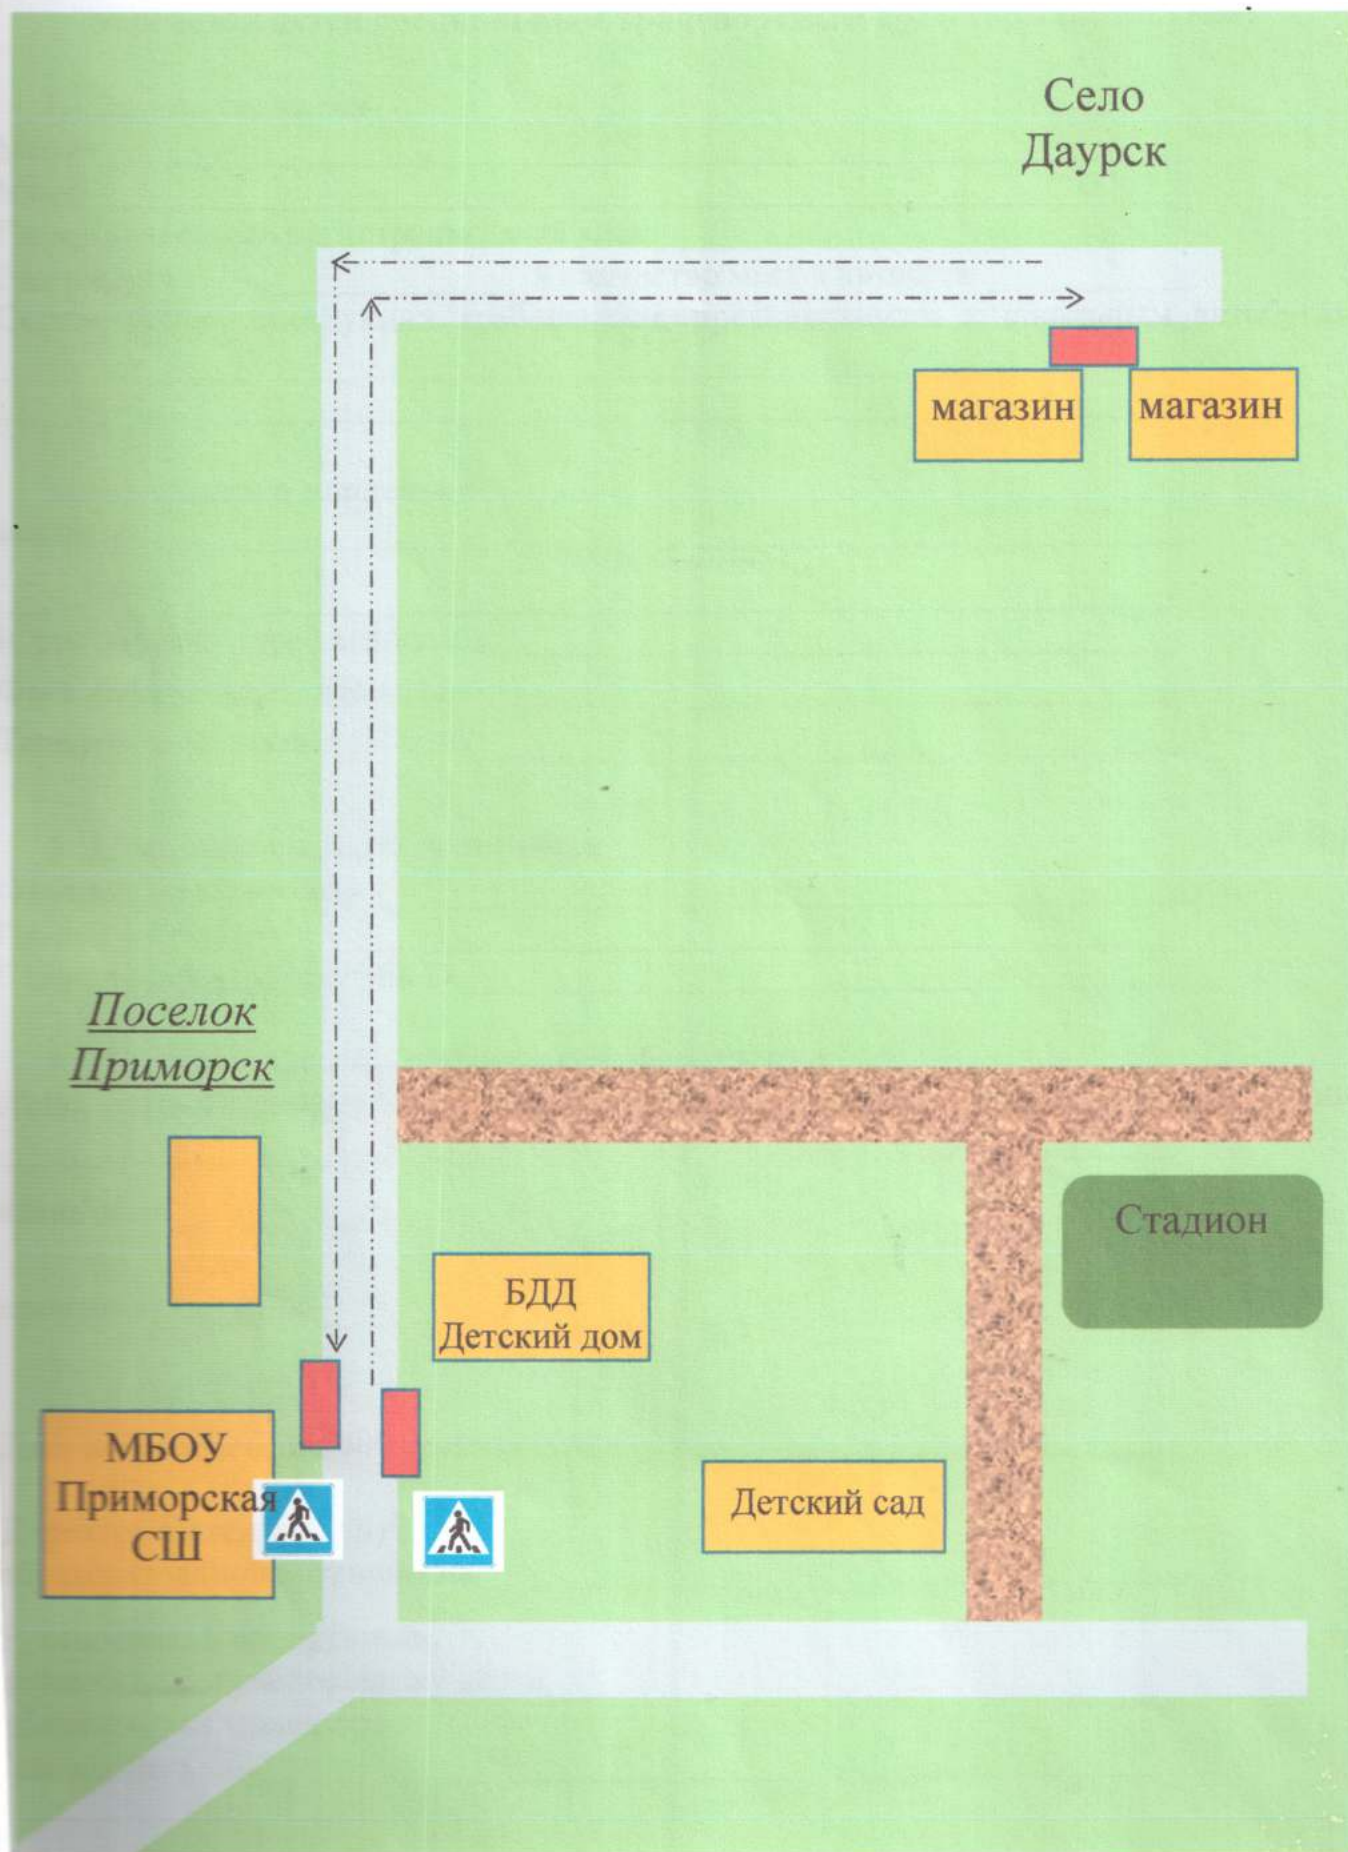 Село
Даурск
магазин
магазин
Поселок
Приморск
Стадион
БДД
Детский дом
МБОУ
Приморская
СШ
Детский сад